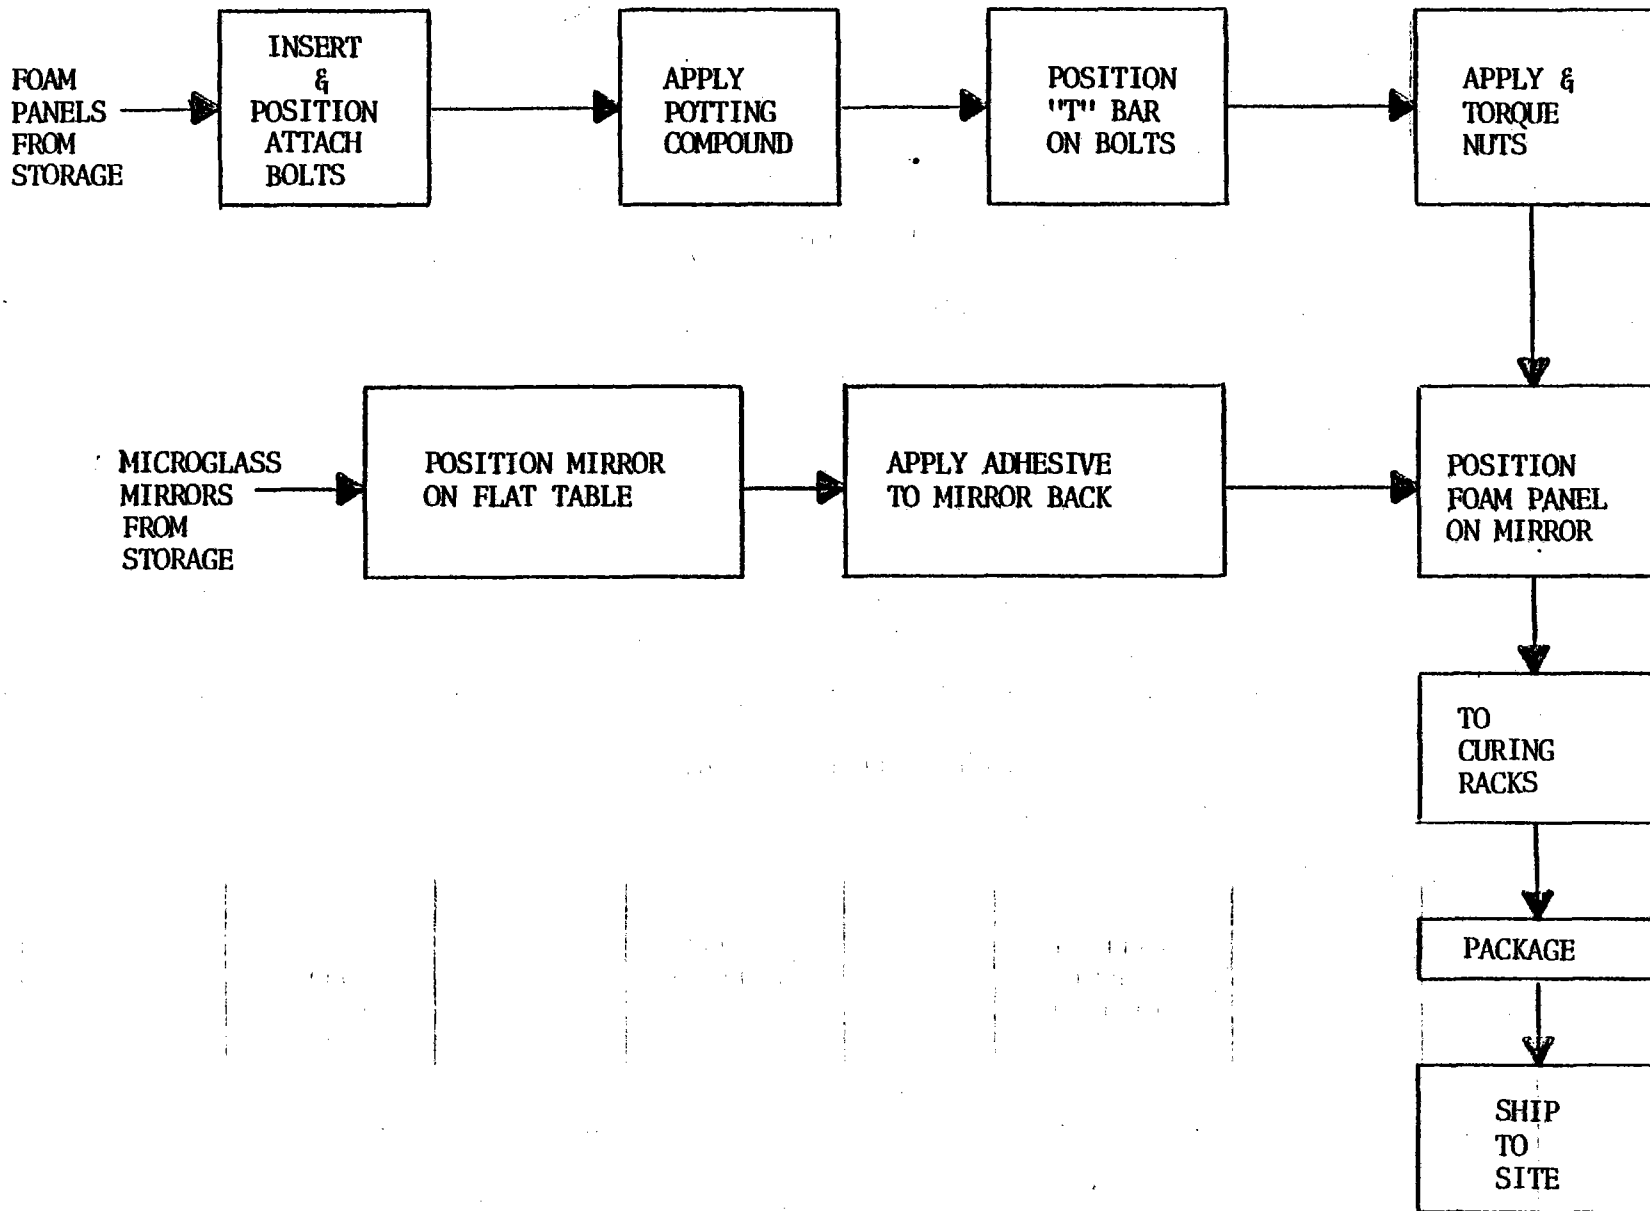 FOAM
PANELS
FROM
STORAGE
INSERT
&
POSITION
ATTACH
BOLTS
APPLY
POTTING
COMPOUND
POSITION
"T" BAR
ON BOLTS
APPLY &
TORQUE
NUTS
MICROGLASS
MIRRORS
FROM
STORAGE
POSITION MIRROR
ON FLAT TABLE
APPLY ADHESIVE
TO MIRROR BACK
POSITION
FOAM PANEL
ON MIRROR
TO
CURING
RACKS
PACKAGE
SHIP
TO
SITE